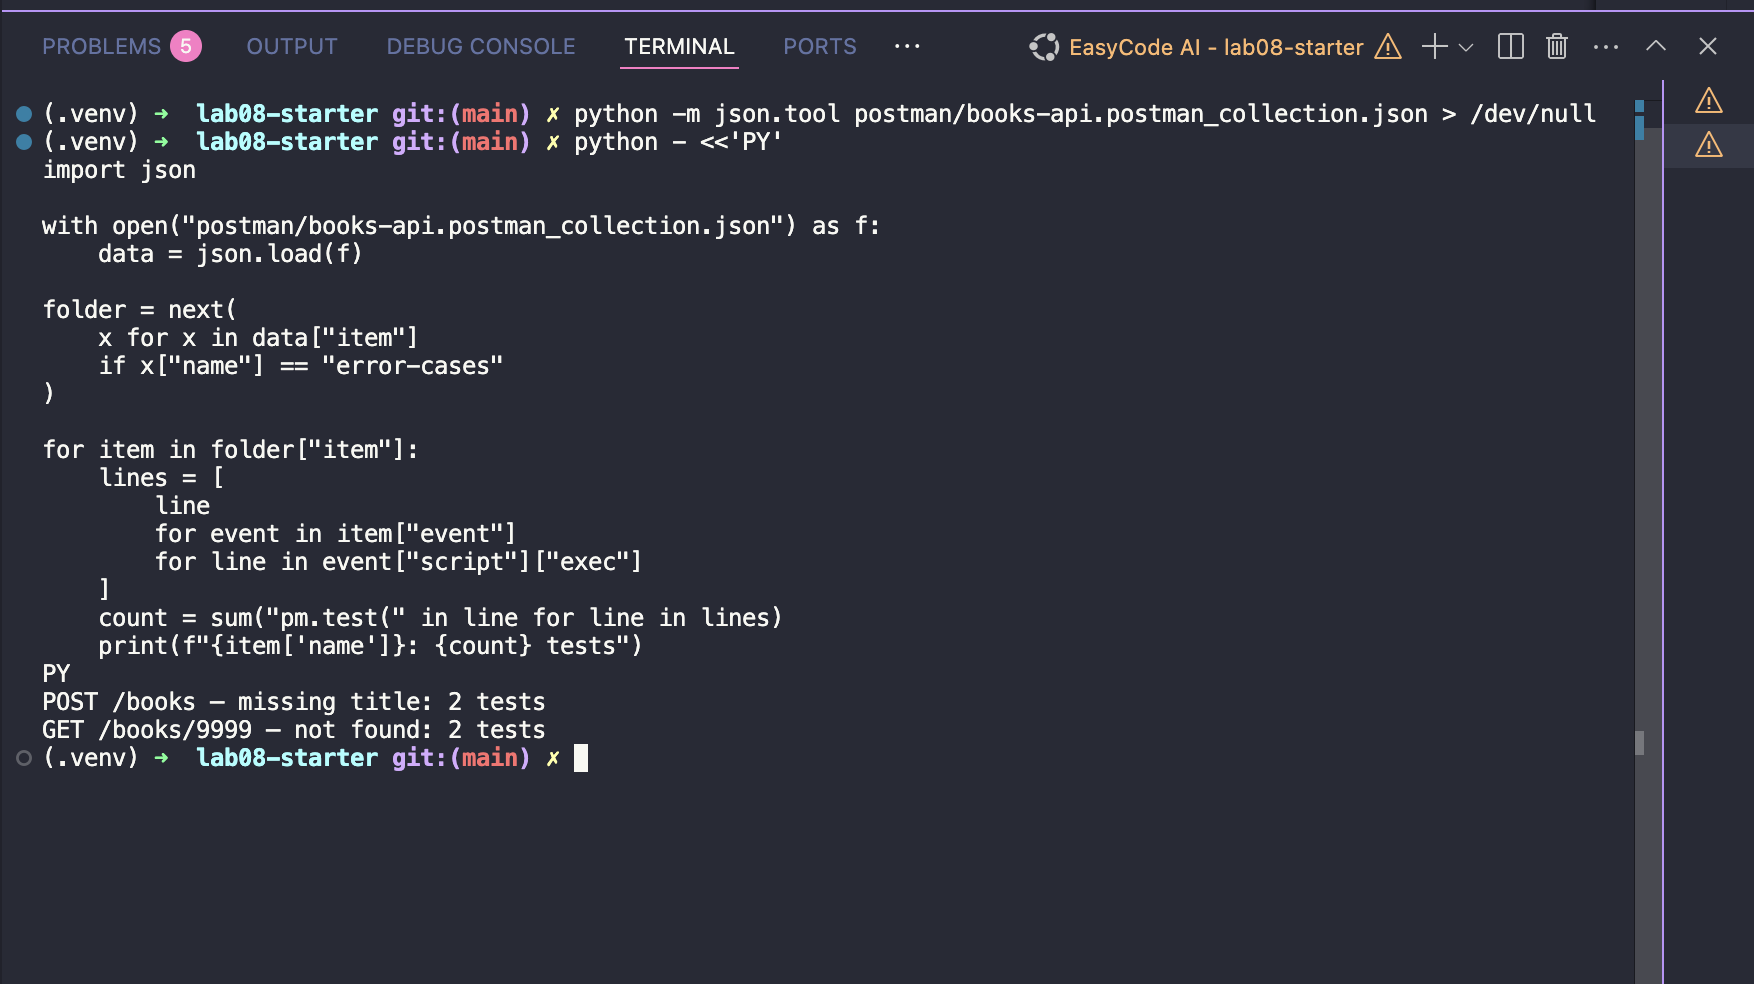 PROBLEMS 5 OUTPUT DEBUG CONSOLE TERMINAL PORTS ··· EasyCode AI - lab08-starter
(.venv) ➜ lab08-starter git:(main) ✗ python -m json.tool postman/books-api.postman_collection.json > /dev/null
(.venv) ➜ lab08-starter git:(main) ✗ python - <<'PY'
import json

with open("postman/books-api.postman_collection.json") as f:
    data = json.load(f)

folder = next(
    x for x in data["item"]
    if x["name"] == "error-cases"
)

for item in folder["item"]:
    lines = [
        line
        for event in item["event"]
        for line in event["script"]["exec"]
    ]
    count = sum("pm.test(" in line for line in lines)
    print(f"{item['name']}: {count} tests")
PY
POST /books — missing title: 2 tests
GET /books/9999 — not found: 2 tests
(.venv) ➜ lab08-starter git:(main) ✗